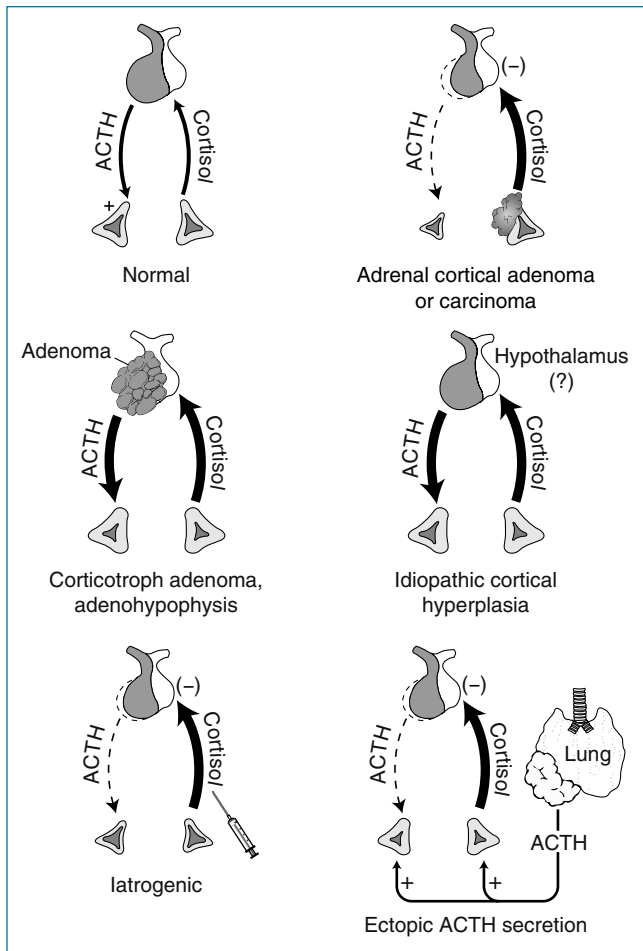 ACTH
Cortisol
+
Normal
(–)
ACTH
Cortisol
Adrenal cortical adenoma
or carcinoma
Adenoma
ACTH
Cortisol
Corticotroph adenoma,
adenohypophysis
Hypothalamus
(?)
ACTH
Cortisol
Idiopathic cortical
hyperplasia
(–)
ACTH
Cortisol
Iatrogenic
(–)
ACTH
Cortisol
Lung
ACTH
+
+
Ectopic ACTH secretion